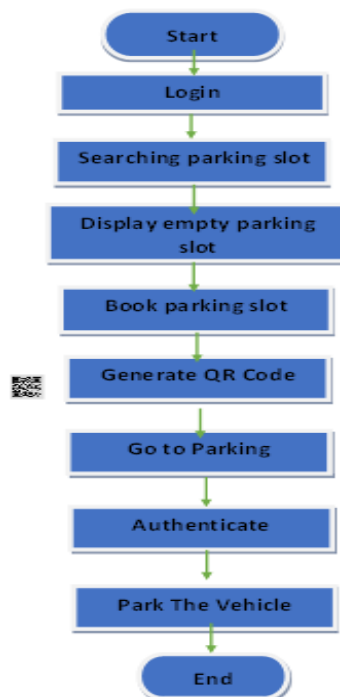 Start
Login
Searching parking slot
Display empty parking
slot
Book parking slot
Generate QR Code
Go to Parking
Authenticate
Park The Vehicle
End